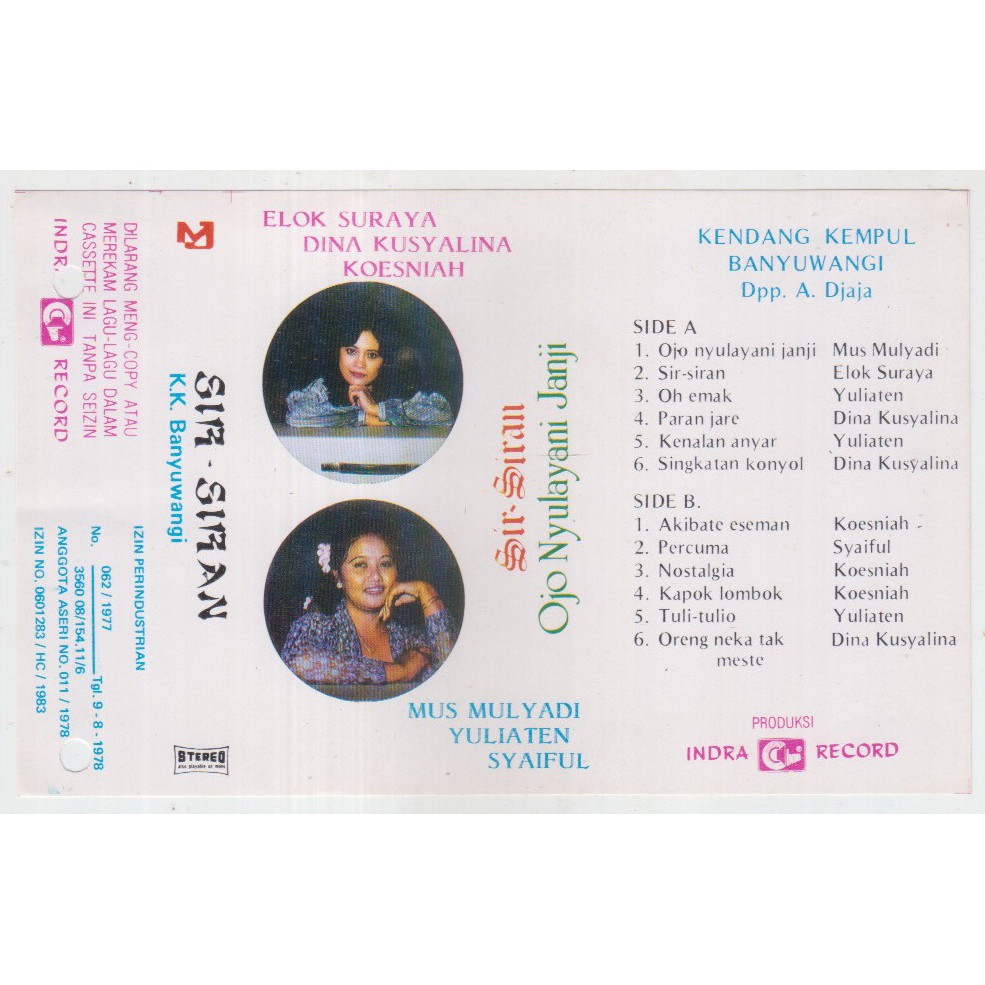 DILARANG MENG-COPY ATAU
MEREKAM LAGU-LAGU DALAM
CASSETTE INI TANPA SEIZIN
INDR RECORD
IZIN PERINDUSTRIAN
No. 062 / 1977 Tgl. 9 - 8 - 1978
3560 08/154.11/6
ANGGOTA ASERI NO. 011 / 1978
IZIN NO. 0601283 / HC / 1983
SIR - SIRAN
K.K. Banyuwangi
STEREO
also playable on mono
ELOK SURAYA
DINA KUSYALINA
KOESNIAH
Sir-Siran
Ojo Nyulayani Janji
MUS MULYADI
YULIATEN
SYAIFUL
KENDANG KEMPUL
BANYUWANGI
Dpp. A. Djaja
SIDE A
1. Ojo nyulayani janji Mus Mulyadi
2. Sir-siran Elok Suraya
3. Oh emak Yuliaten
4. Paran jare Dina Kusyalina
5. Kenalan anyar Yuliaten
6. Singkatan konyol Dina Kusyalina
SIDE B.
1. Akibate eseman Koesniah
2. Percuma Syaiful
3. Nostalgia Koesniah
4. Kapok lombok Koesniah
5. Tuli-tulio Yuliaten
6. Oreng neka tak Dina Kusyalina
meste
PRODUKSI
INDRA RECORD